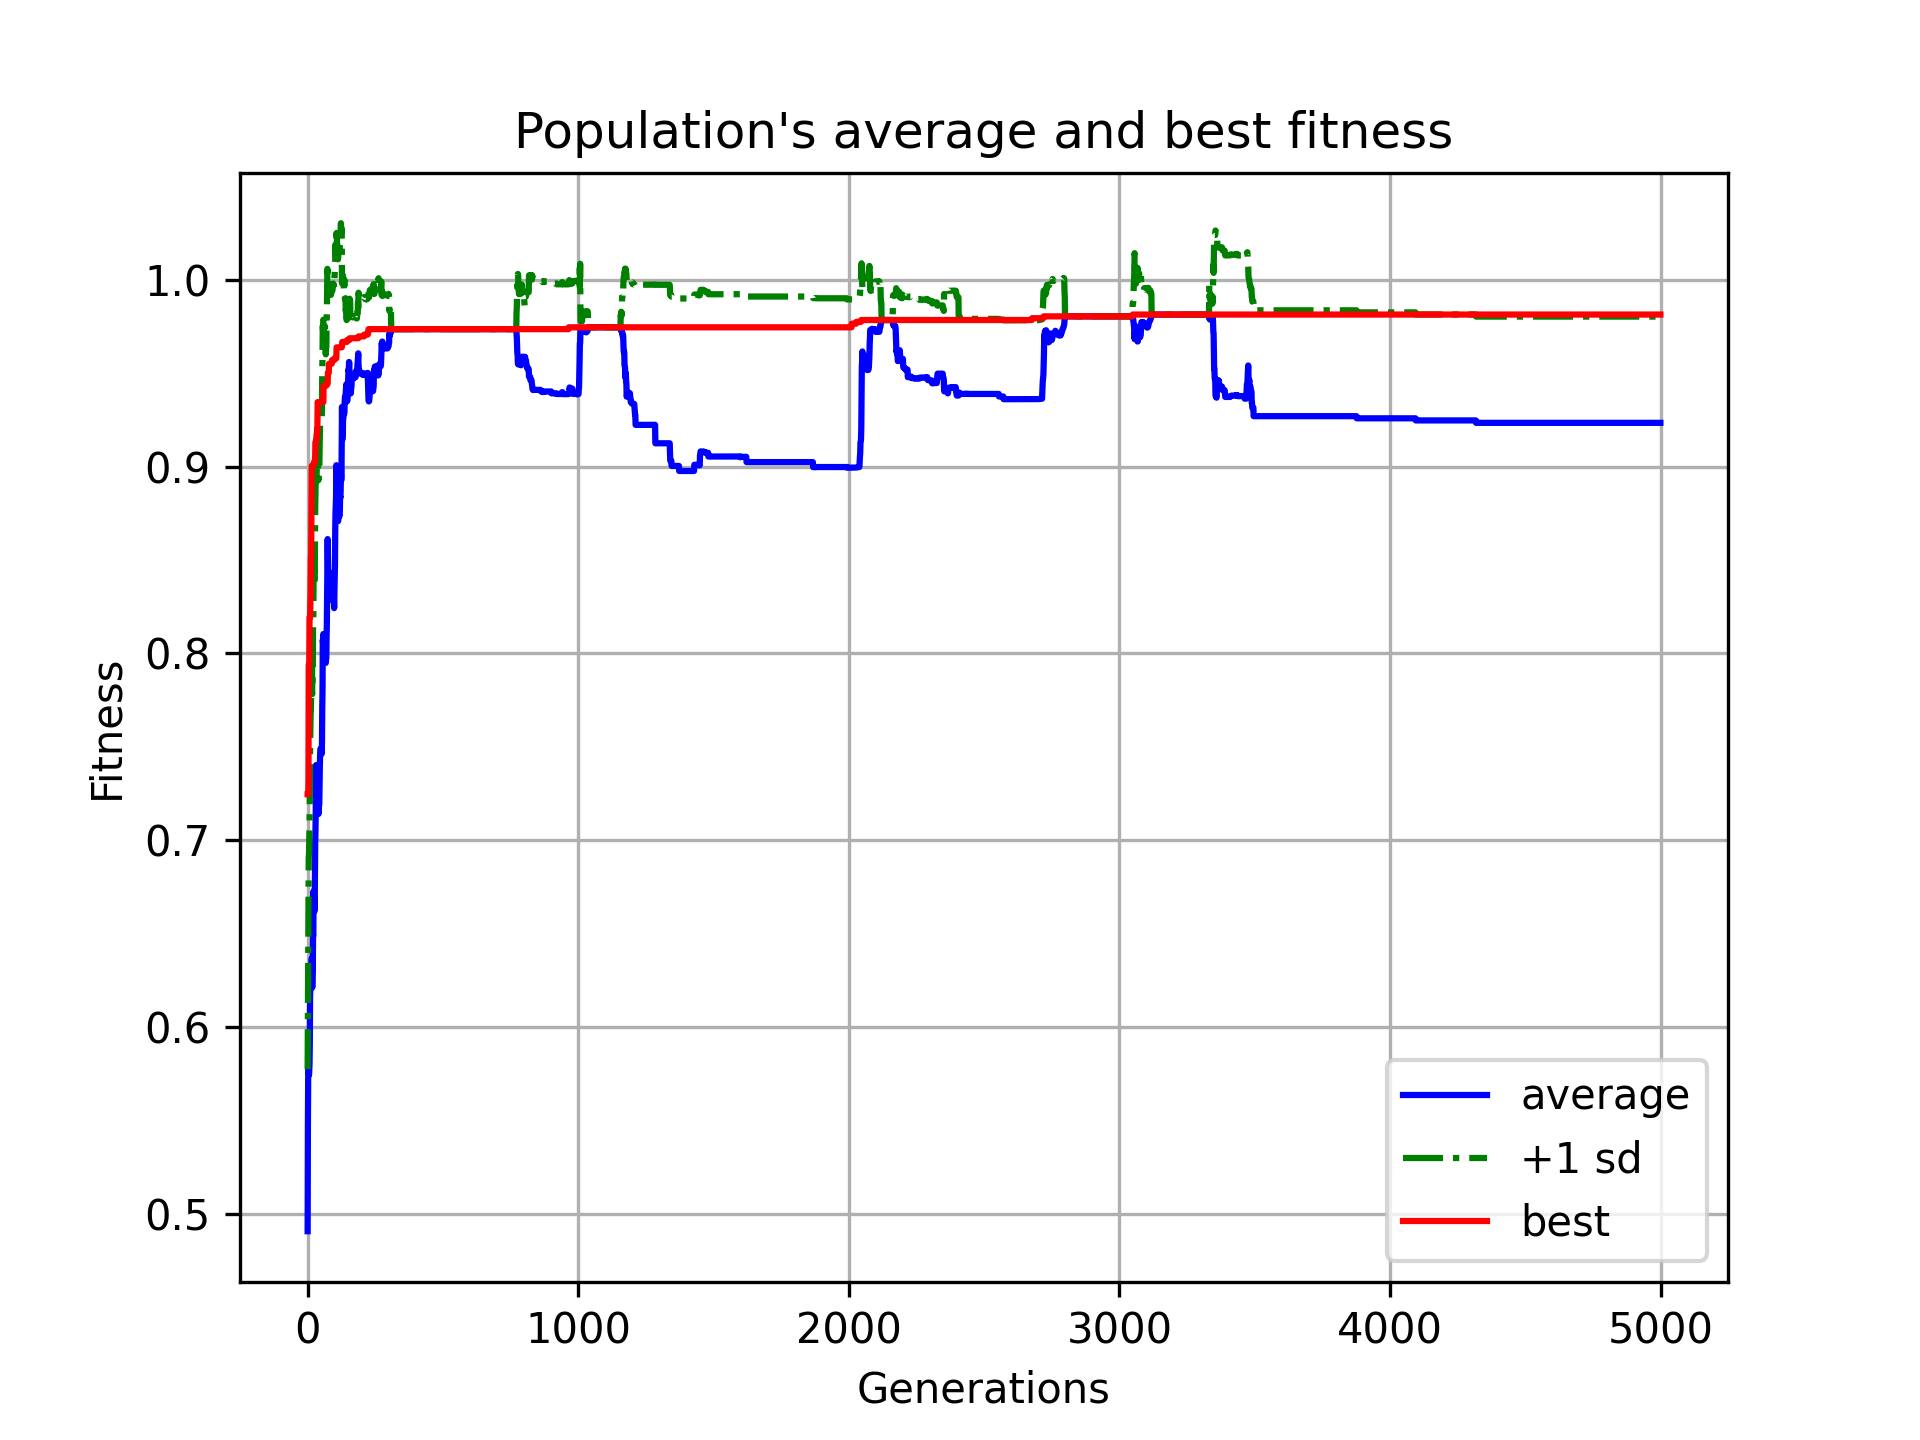 Population's average and best fitness
1.0
0.9
0.8
0.7
0.6
0.5
Fitness
average
+1 sd
best
0 1000 2000 3000 4000 5000
Generations